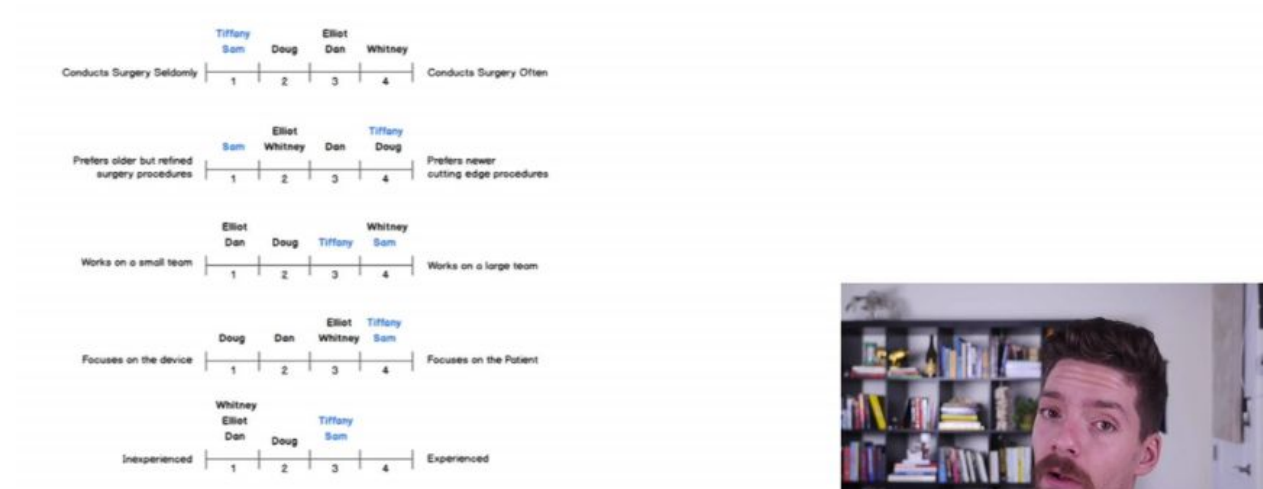 Tiffany Elliot
Sam Doug Dan Whitney
Conducts Surgery Seldomly Conducts Surgery Often
1 2 3 4
Elliot Tiffany
Sam Whitney Dan Doug
Prefers older but refined Prefers newer
surgery procedures cutting edge procedures
1 2 3 4
Elliot Whitney
Dan Doug Tiffany Sam
Works on a small team Works on a large team
1 2 3 4
Elliot Tiffany
Doug Dan Whitney Sam
Focuses on the device Focuses on the Patient
1 2 3 4
Whitney
Elliot Tiffany
Dan Doug Sam
Inexperienced Experienced
1 2 3 4